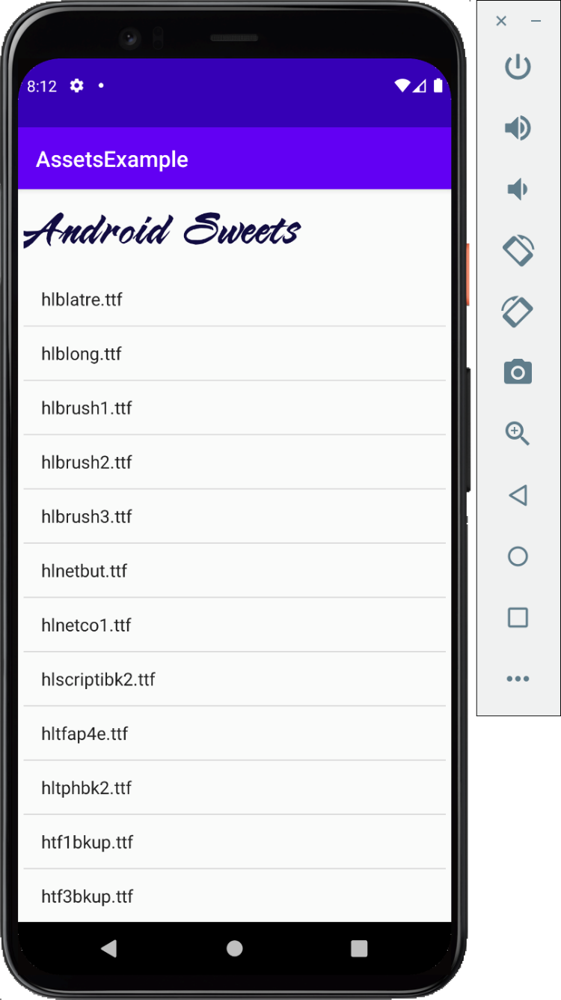 8:12
AssetsExample
Android Sweets
hlblatre.ttf
hlblong.ttf
hlbrush1.ttf
hlbrush2.ttf
hlbrush3.ttf
hlnetbut.ttf
hlnetco1.ttf
hlscriptibk2.ttf
hltfap4e.ttf
hltphbk2.ttf
htf1bkup.ttf
htf3bkup.ttf